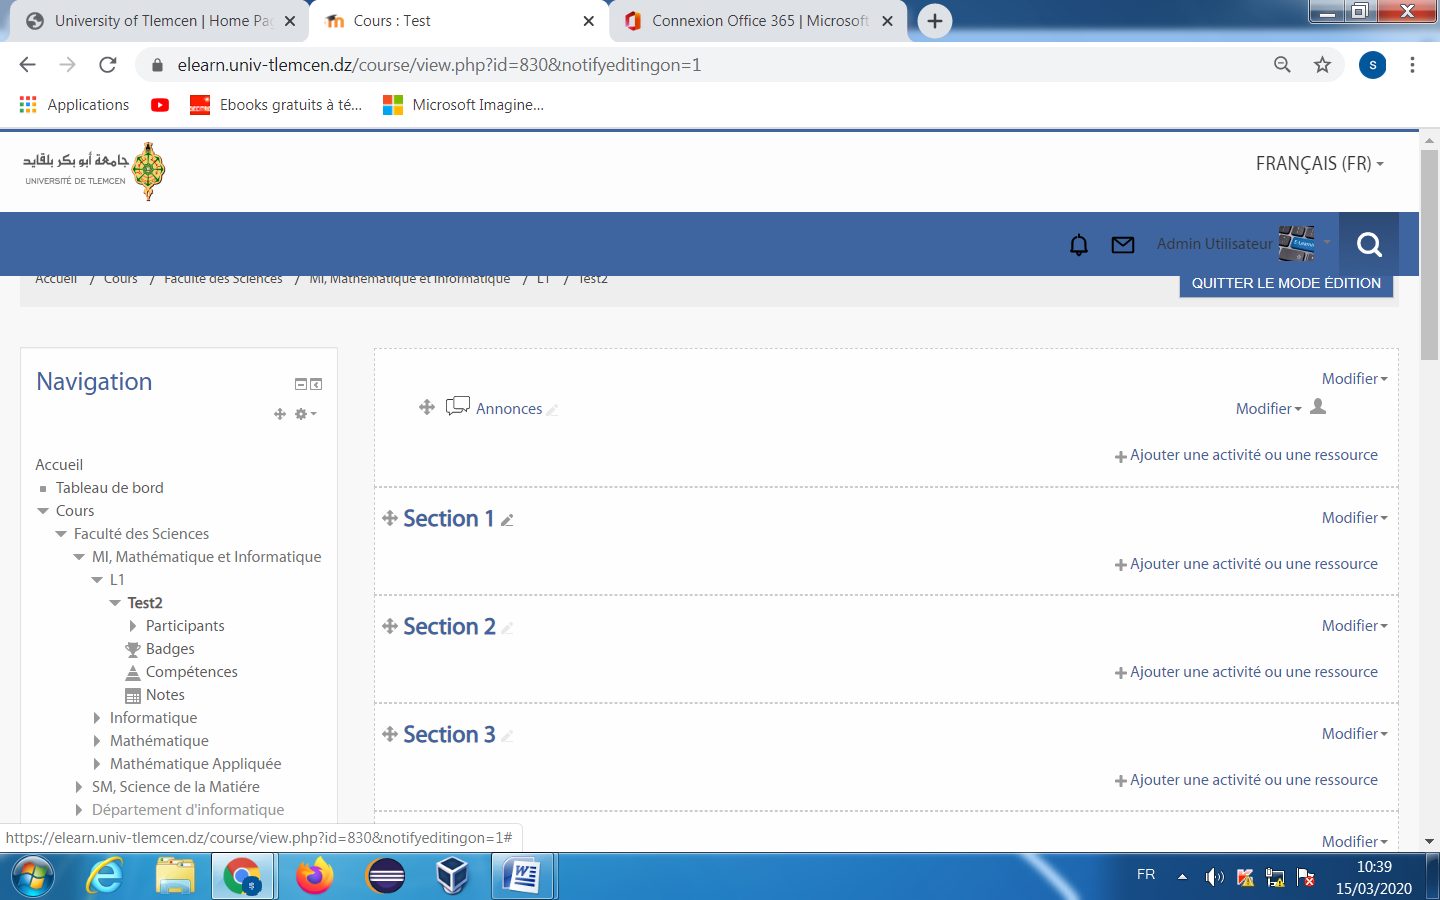 University of Tlemcen | Home Pag
Cours : Test
Connexion Office 365 | Microsoft
elearn.univ-tlemcen.dz/course/view.php?id=830&notifyeditingon=1
s
Applications
Ebooks gratuits à té...
Microsoft Imagine...
جامعة أبو بكر بلقايد
UNIVERSITÉ DE TLEMCEN
FRANÇAIS (FR)
Admin Utilisateur
Accueil / Cours / Faculté des Sciences / MI, Mathématique et Informatique / L1 / Test2
QUITTER LE MODE ÉDITION
Navigation
Accueil
Tableau de bord
Cours
Faculté des Sciences
MI, Mathématique et Informatique
L1
Test2
Participants
Badges
Compétences
Notes
Informatique
Mathématique
Mathématique Appliquée
SM, Science de la Matiére
Département d'informatique
Modifier
Annonces
Modifier
Ajouter une activité ou une ressource
Section 1
Modifier
Ajouter une activité ou une ressource
Section 2
Modifier
Ajouter une activité ou une ressource
Section 3
Modifier
Ajouter une activité ou une ressource
Modifier
https://elearn.univ-tlemcen.dz/course/view.php?id=830&notifyeditingon=1#
FR
10:39
15/03/2020